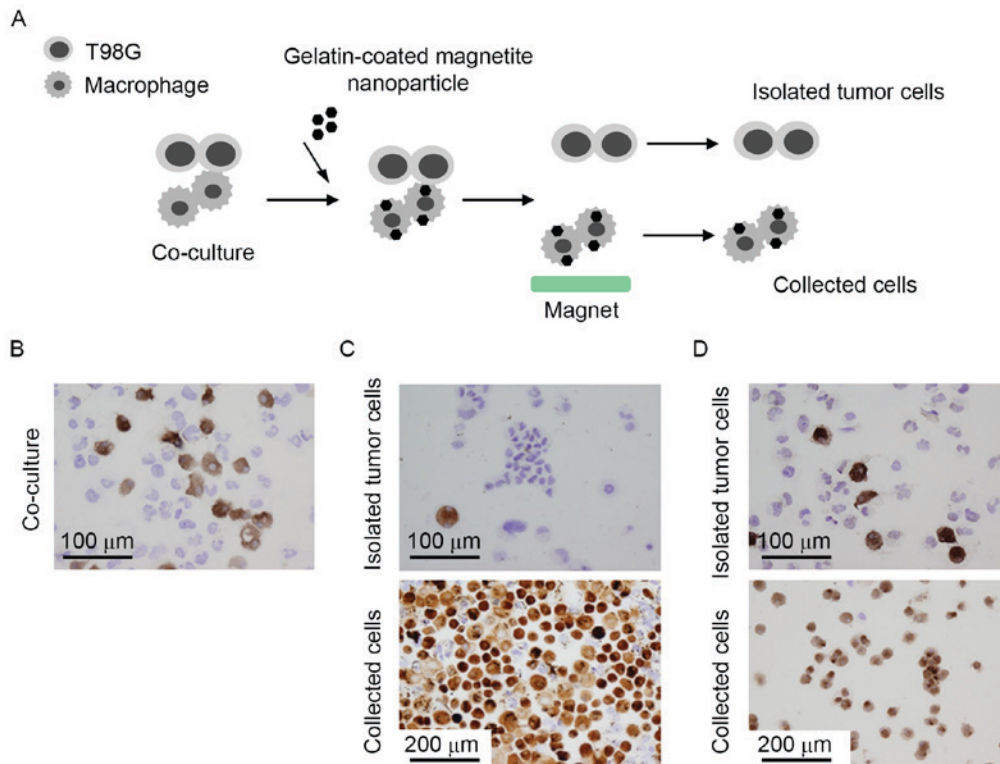 A
T98G
Macrophage
Gelatin-coated magnetite
nanoparticle
Isolated tumor cells
Co-culture
Magnet
Collected cells
B
Co-culture
100 μm
C
Isolated tumor cells
100 μm
Collected cells
200 μm
D
Isolated tumor cells
100 μm
Collected cells
200 μm